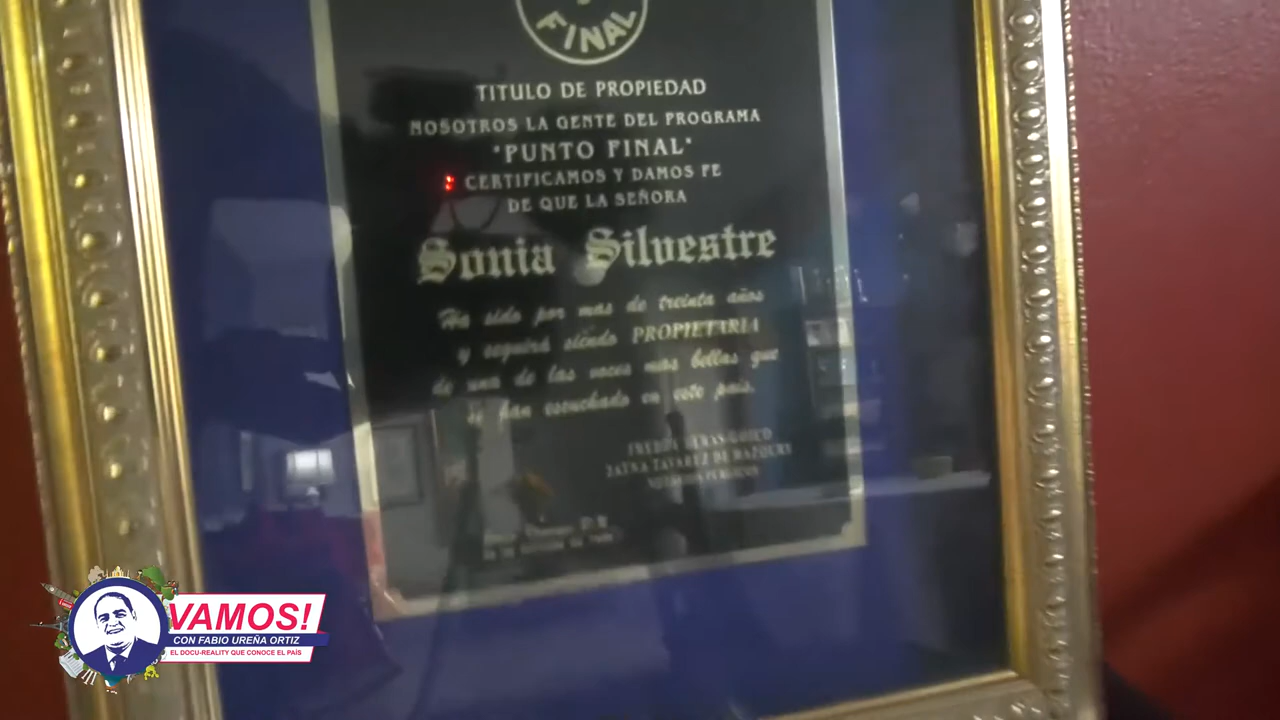 FINAL
TITULO DE PROPIEDAD
NOSOTROS LA GENTE DEL PROGRAMA
"PUNTO FINAL"
CERTIFICAMOS Y DAMOS FE
DE QUE LA SEÑORA
Sonia Silvestre
Ha sido por mas de treinta años
y seguirá siendo PROPIETARIA
de una de las voces mas bellas que
se han escuchado en este pais.
VAMOS!
CON FABIO UREÑA ORTIZ
EL DOCU-REALITY QUE CONOCE EL PAÍS